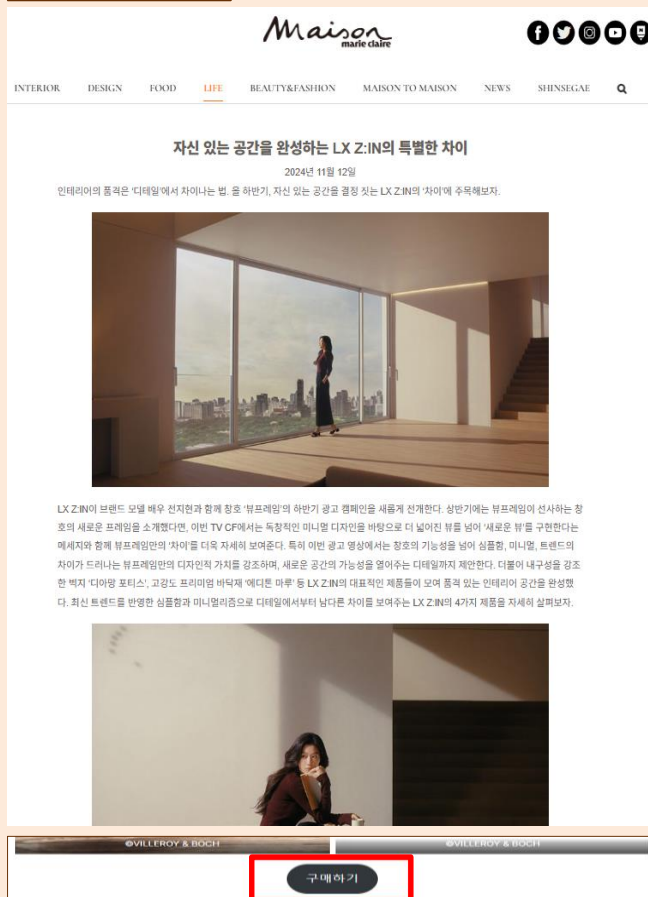 Maison
marie claire
INTERIOR DESIGN FOOD LIFE BEAUTY&FASHION MAISON TO MAISON NEWS SHINSEGAE
자신 있는 공간을 완성하는 LX Z:IN의 특별한 차이
2024년 11월 12일
인테리어의 품격은 '디테일'에서 차이나는 법. 올 하반기, 자신 있는 공간을 결정 짓는 LX Z:IN의 '차이'에 주목해보자.
LX Z:IN이 브랜드 모델 배우 전지현과 함께 창호 '뷰프레임'의 하반기 광고 캠페인을 새롭게 전개한다. 상반기에는 뷰프레임이 선사하는 창
호의 새로운 프레임을 소개했다면, 이번 TV CF에서는 독창적인 미니멀 디자인을 바탕으로 더 넓어진 뷰를 넘어 '새로운 뷰'를 구현한다는
메세지와 함께 뷰프레임만의 '차이'를 더욱 자세히 보여준다. 특히 이번 광고 영상에서는 창호의 기능성을 넘어 심플함, 미니멀, 트렌드의
차이가 드러나는 뷰프레임만의 디자인적 가치를 강조하며, 새로운 공간의 가능성을 열어주는 디테일까지 제안한다. 더불어 내구성을 강조
한 벽지 '디아망 포티스', 고강도 프리미엄 바닥재 '에디톤 마루' 등 LX Z:IN의 대표적인 제품들이 모여 품격 있는 인테리어 공간을 완성했
다. 최신 트렌드를 반영한 심플함과 미니멀리즘으로 디테일에서부터 남다른 차이를 보여주는 LX Z:IN의 4가지 제품을 자세히 살펴보자.
©VILLEROY & BOCH ©VILLEROY & BOCH
구매하기